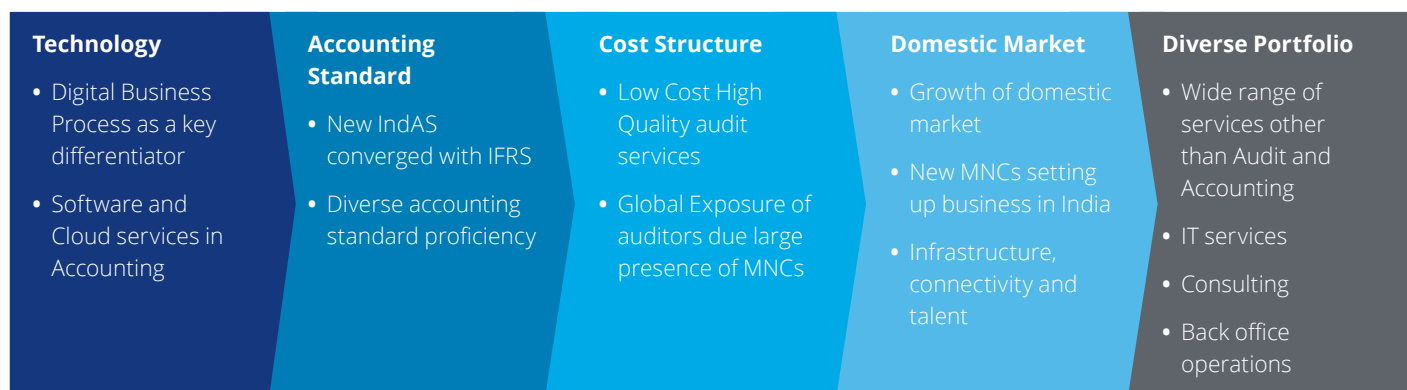 Technology
• Digital Business
Process as a key
differentiator
• Software and
Cloud services in
Accounting
Accounting
Standard
• New IndAS
converged with IFRS
• Diverse accounting
standard proficiency
Cost Structure
• Low Cost High
Quality audit
services
• Global Exposure of
auditors due large
presence of MNCs
Domestic Market
• Growth of domestic
market
• New MNCs setting
up business in India
• Infrastructure,
connectivity and
talent
Diverse Portfolio
• Wide range of
services other
than Audit and
Accounting
• IT services
• Consulting
• Back office
operations